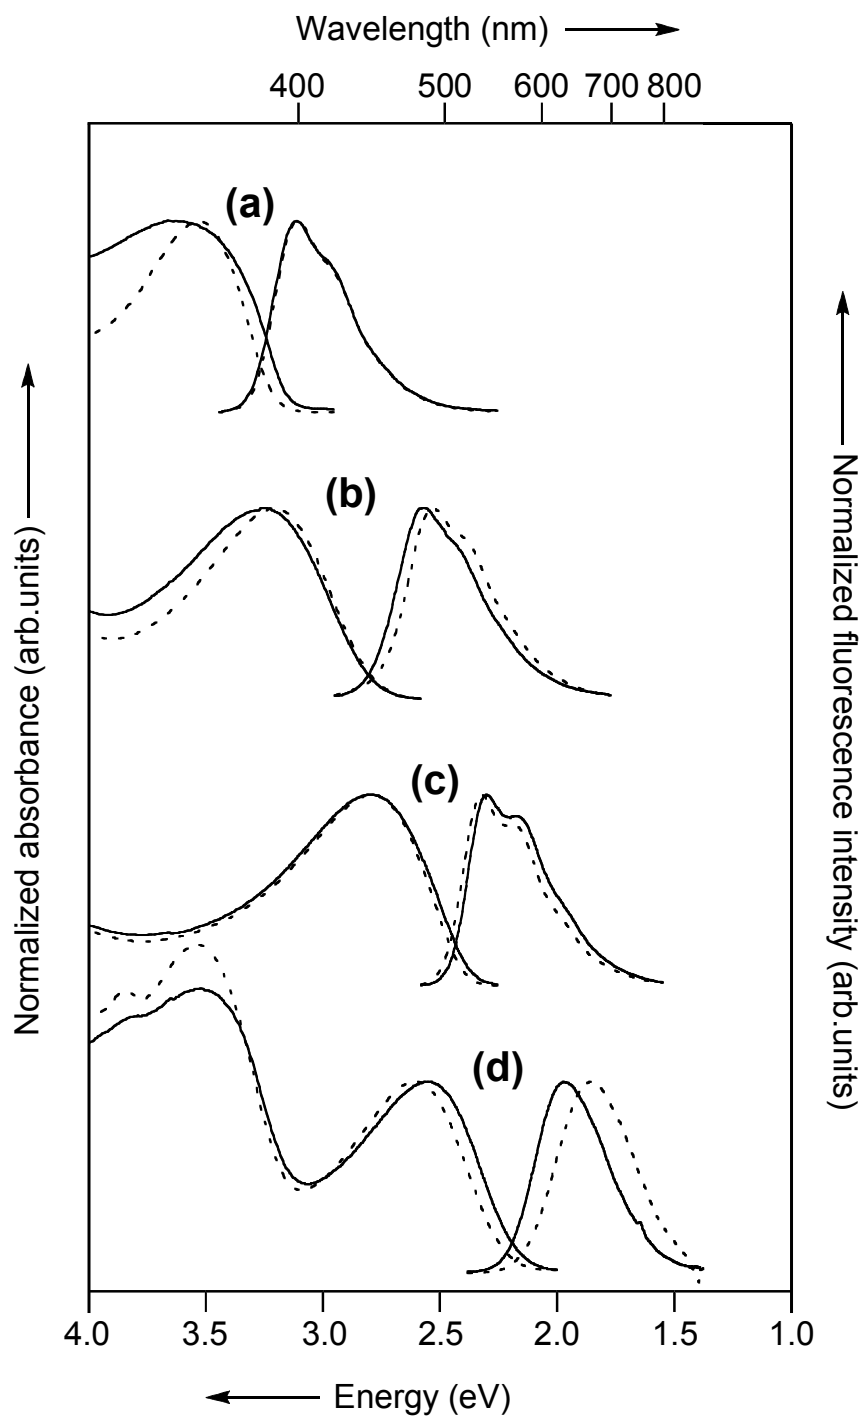 Wavelength (nm)
400 500 600 700 800
(a)
(b)
(c)
(d)
Normalized absorbance (arb.units)
Normalized fluorescence intensity (arb.units)
4.0 3.5 3.0 2.5 2.0 1.5 1.0
Energy (eV)